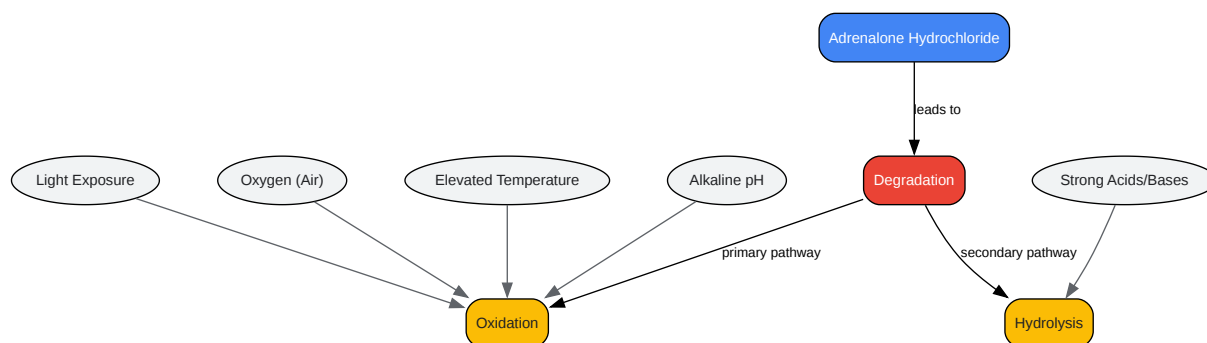 Adrenalone Hydrochloride
leads to
Light Exposure
Oxygen (Air)
Elevated Temperature
Alkaline pH
Degradation
Strong Acids/Bases
primary pathway
secondary pathway
Oxidation
Hydrolysis